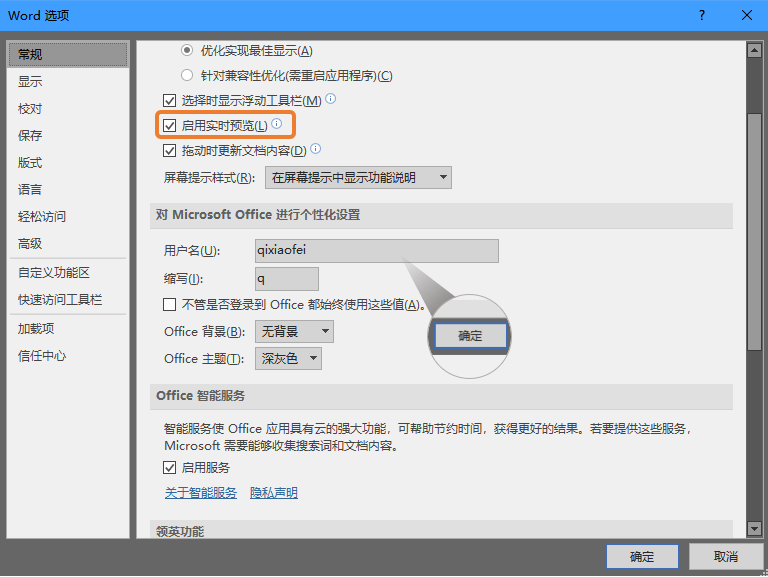 Word 选项
?
常规
显示
校对
保存
版式
语言
轻松访问
高级
自定义功能区
快速访问工具栏
加载项
信任中心
优化实现最佳显示(A)
针对兼容性优化(需重启应用程序)(C)
选择时显示浮动工具栏(M)
启用实时预览(L)
拖动时更新文档内容(D)
屏幕提示样式(R): 在屏幕提示中显示功能说明
对 Microsoft Office 进行个性化设置
用户名(U): qixiaofei
缩写(I): q
不管是否登录到 Office 都始终使用这些值(A)。
Office 背景(B): 无背景
确定
Office 主题(T): 深灰色
Office 智能服务
智能服务使 Office 应用具有云的强大功能，可帮助节约时间，获得更好的结果。若要提供这些服务，
Microsoft 需要能够收集搜索词和文档内容。
启用服务
关于智能服务 隐私声明
领英功能
确定 取消